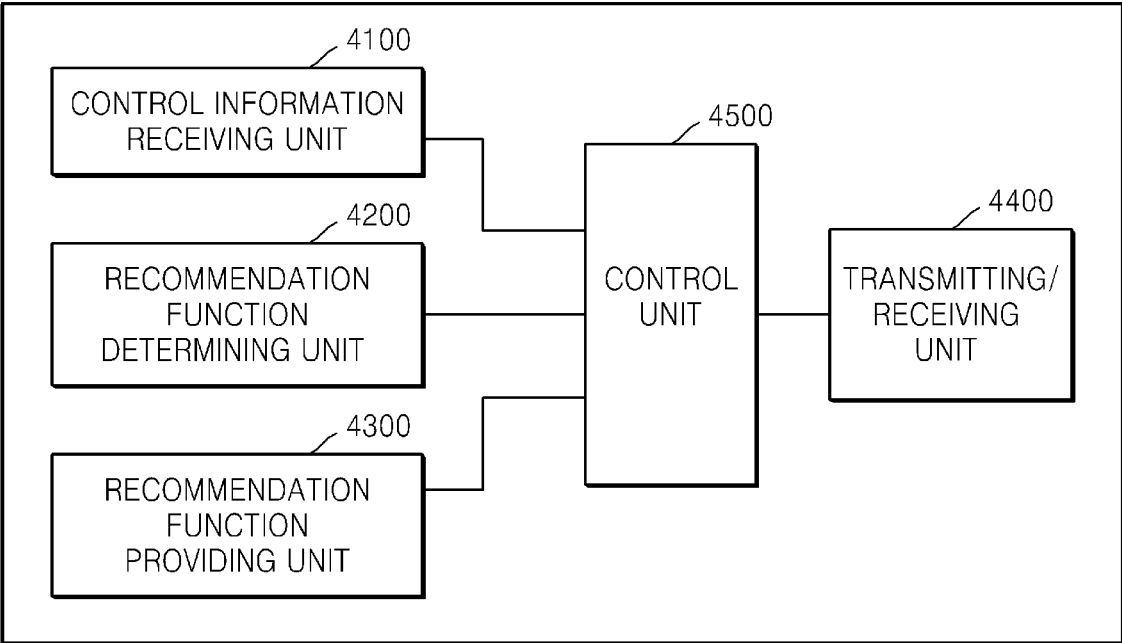 4100
CONTROL INFORMATION
RECEIVING UNIT
4200
RECOMMENDATION
FUNCTION
DETERMINING UNIT
4300
RECOMMENDATION
FUNCTION
PROVIDING UNIT
4500
CONTROL
UNIT
4400
TRANSMITTING/
RECEIVING
UNIT